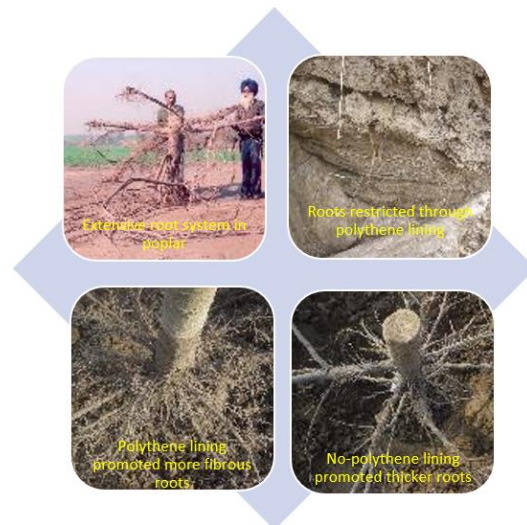 Extensive root system in
poplar
Roots restricted through
polythene lining
Polythene lining
promoted more fibrous
roots
No-polythene lining
promoted thicker roots